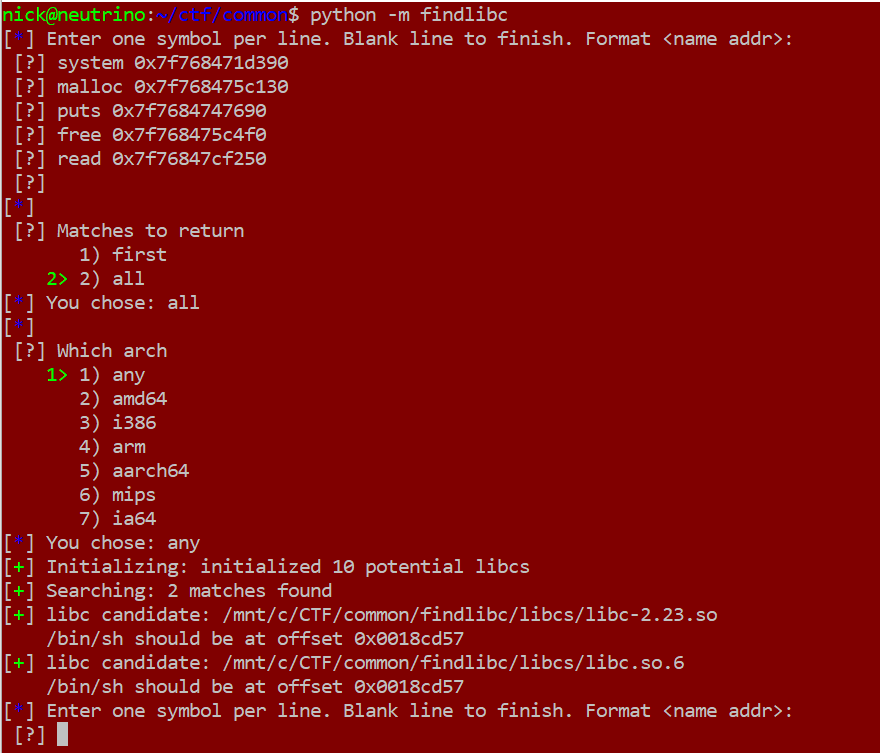 nick@neutrino:~/ctf/common$ python -m findlibc
[*] Enter one symbol per line. Blank line to finish. Format <name addr>:
 [?] system 0x7f768471d390
 [?] malloc 0x7f768475c130
 [?] puts 0x7f7684747690
 [?] free 0x7f768475c4f0
 [?] read 0x7f76847cf250
 [?]
[*]
 [?] Matches to return
       1) first
    2> 2) all
[*] You chose: all
[*]
 [?] Which arch
    1> 1) any
       2) amd64
       3) i386
       4) arm
       5) aarch64
       6) mips
       7) ia64
[*] You chose: any
[+] Initializing: initialized 10 potential libcs
[+] Searching: 2 matches found
[+] libc candidate: /mnt/c/CTF/common/findlibc/libcs/libc-2.23.so
    /bin/sh should be at offset 0x0018cd57
[+] libc candidate: /mnt/c/CTF/common/findlibc/libcs/libc.so.6
    /bin/sh should be at offset 0x0018cd57
[*] Enter one symbol per line. Blank line to finish. Format <name addr>:
 [?]